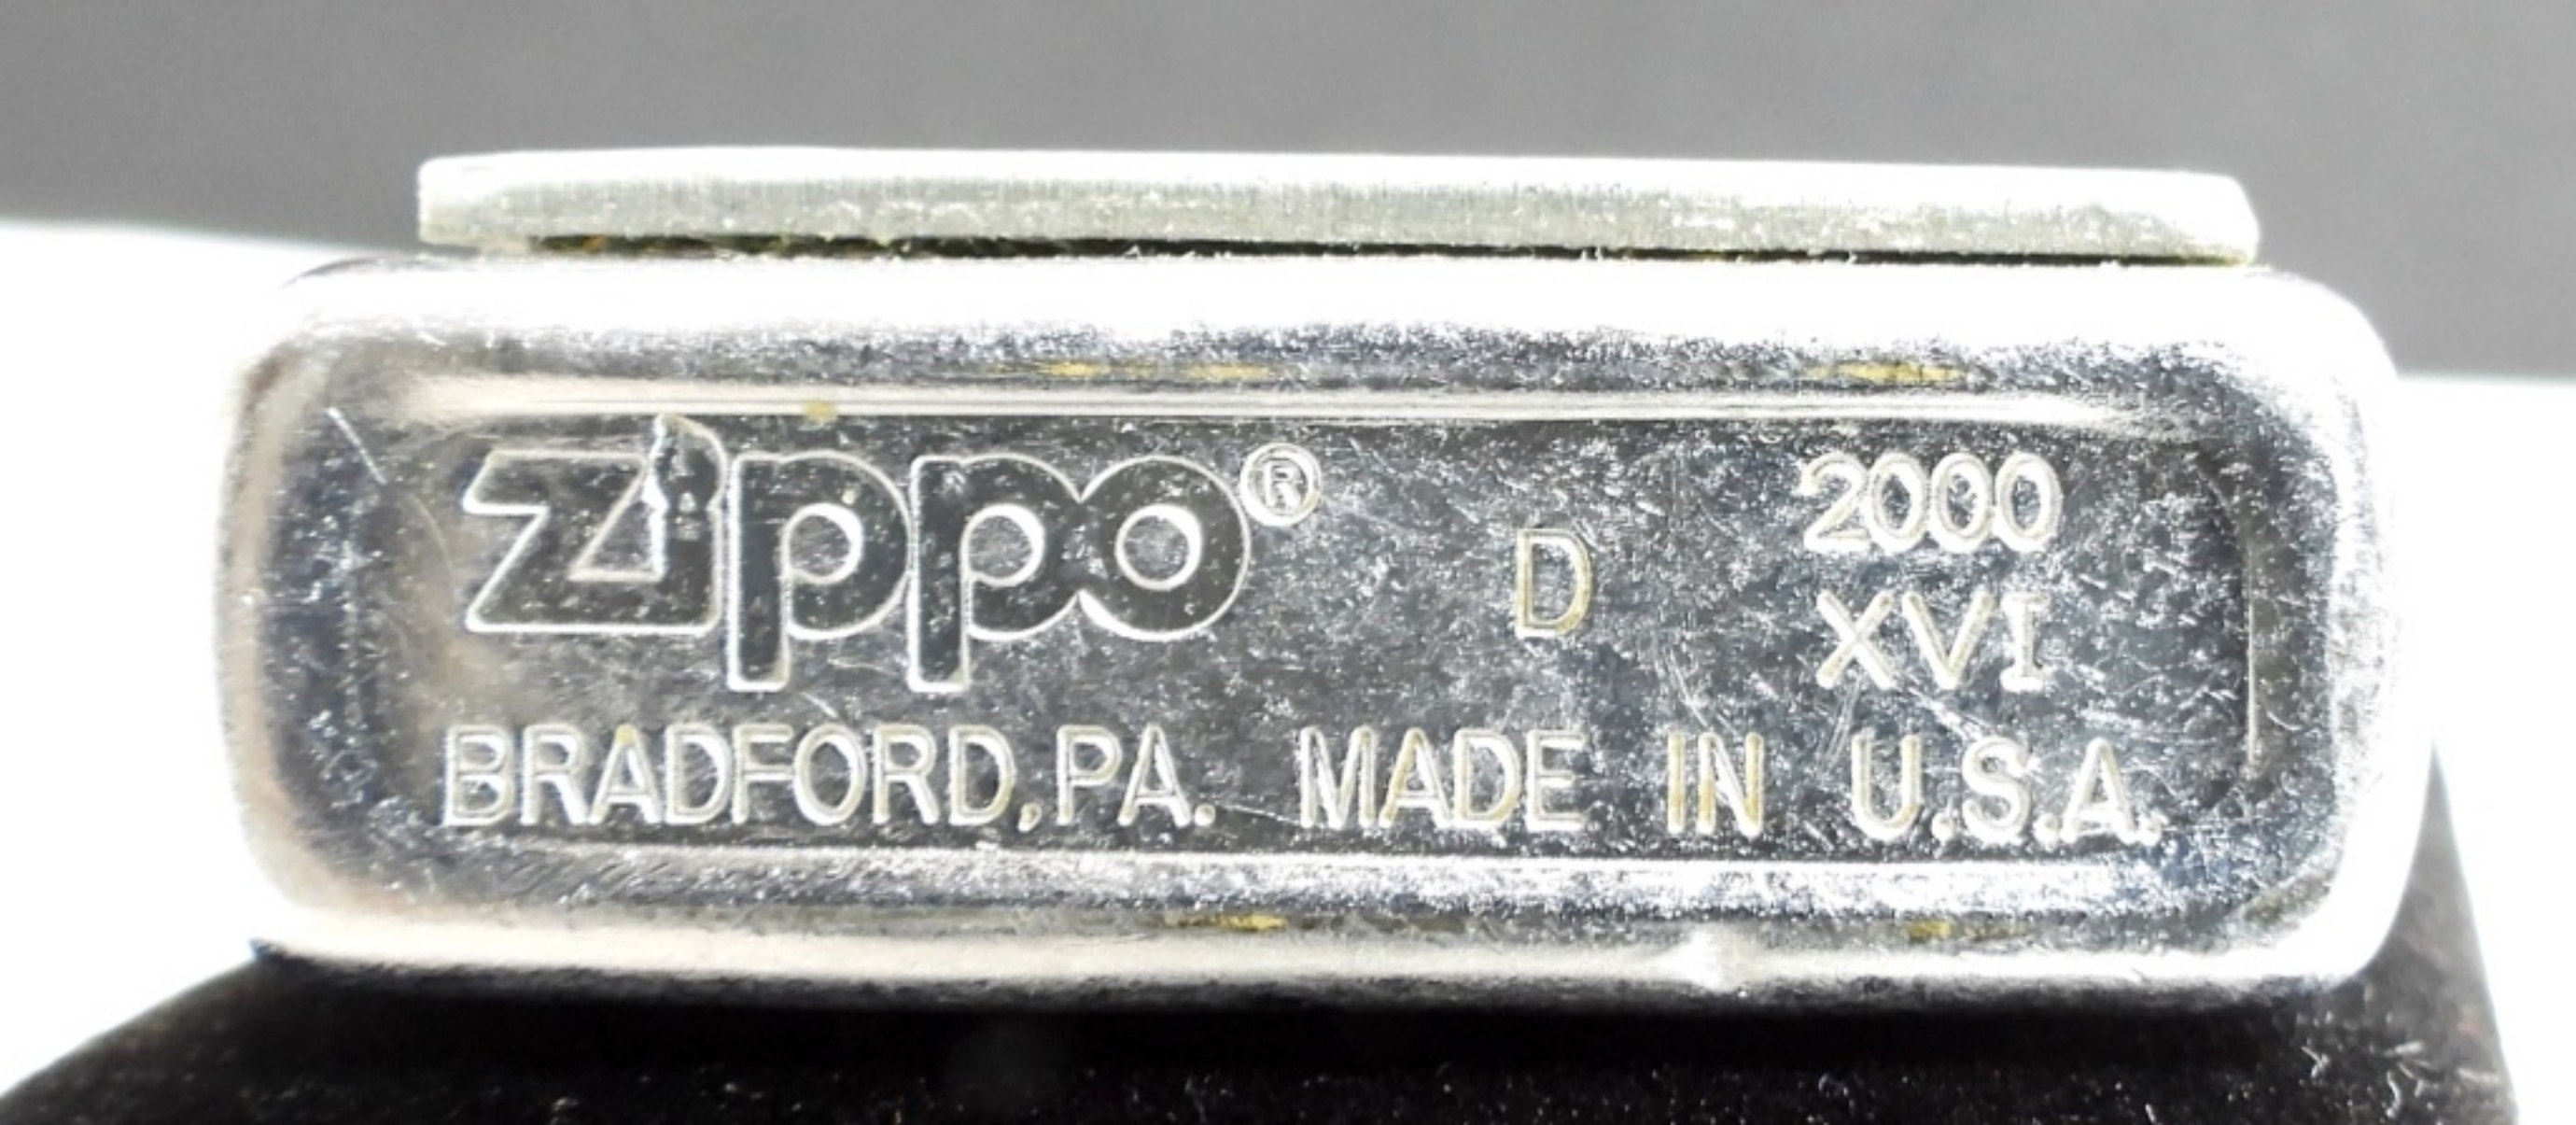 Zippo® D 2000
XVI
BRADFORD, PA. MADE IN U.S.A.